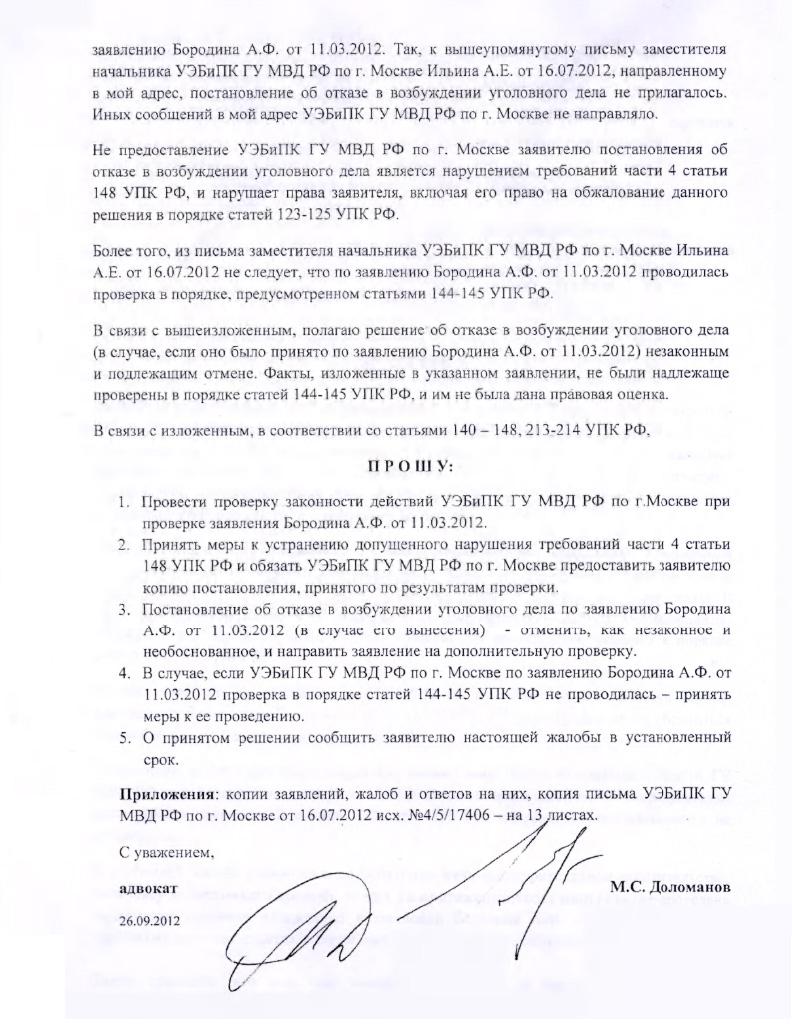 заявлению Бородина А.Ф. от 11.03.2012. Так, к вышеупомянутому письму заместителя
начальника УЭБиПК ГУ МВД РФ по г. Москве Ильина А.Е. от 16.07.2012, направленному
в мой адрес, постановление об отказе в возбуждении уголовного дела не прилагалось.
Иных сообщений в мой адрес УЭБиПК ГУ МВД РФ по г. Москве не направляло.
Не предоставление УЭБиПК ГУ МВД РФ по г. Москве заявителю постановления об
отказе в возбуждении уголовного дела является нарушением требований части 4 статьи
148 УПК РФ, и нарушает права заявителя, включая его право на обжалование данного
решения в порядке статей 123-125 УПК РФ.
Более того, из письма заместителя начальника УЭБиПК ГУ МВД РФ по г. Москве Ильина
А.Е. от 16.07.2012 не следует, что по заявлению Бородина А.Ф. от 11.03.2012 проводилась
проверка в порядке, предусмотренном статьями 144-145 УПК РФ.
В связи с вышеизложенным, полагаю решение об отказе в возбуждении уголовного дела
(в случае, если оно было принято по заявлению Бородина А.Ф. от 11.03.2012) незаконным
и подлежащим отмене. Факты, изложенные в указанном заявлении, не были надлежаще
проверены в порядке статей 144-145 УПК РФ, и им не была дана правовая оценка.
В связи с изложенным, в соответствии со статьями 140 – 148, 213-214 УПК РФ,
П Р О Ш У:
1. Провести проверку законности действий УЭБиПК ГУ МВД РФ по г.Москве при
проверке заявления Бородина А.Ф. от 11.03.2012.
2. Принять меры к устранению допущенного нарушения требований части 4 статьи
148 УПК РФ и обязать УЭБиПК ГУ МВД РФ по г. Москве предоставить заявителю
копию постановления, принятого по результатам проверки.
3. Постановление об отказе в возбуждении уголовного дела по заявлению Бородина
А.Ф. от 11.03.2012 (в случае его вынесения) - отменить, как незаконное и
необоснованное, и направить заявление на дополнительную проверку.
4. В случае, если УЭБиПК ГУ МВД РФ по г. Москве по заявлению Бородина А.Ф. от
11.03.2012 проверка в порядке статей 144-145 УПК РФ не проводилась – принять
меры к ее проведению.
5. О принятом решении сообщить заявителю настоящей жалобы в установленный
срок.
Приложения: копии заявлений, жалоб и ответов на них, копия письма УЭБиПК ГУ
МВД РФ по г. Москве от 16.07.2012 исх. №4/5/17406 – на 13 листах.
С уважением,
адвокат М.С. Доломанов
26.09.2012